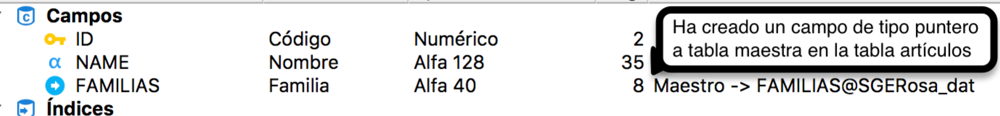 Campos
ID Código Numérico 2
NAME Nombre Alfa 128 35
FAMILIAS Familia Alfa 40 8 Maestro -> FAMILIAS@SGERosa_dat
Índices
Ha creado un campo de tipo puntero
a tabla maestra en la tabla artículos